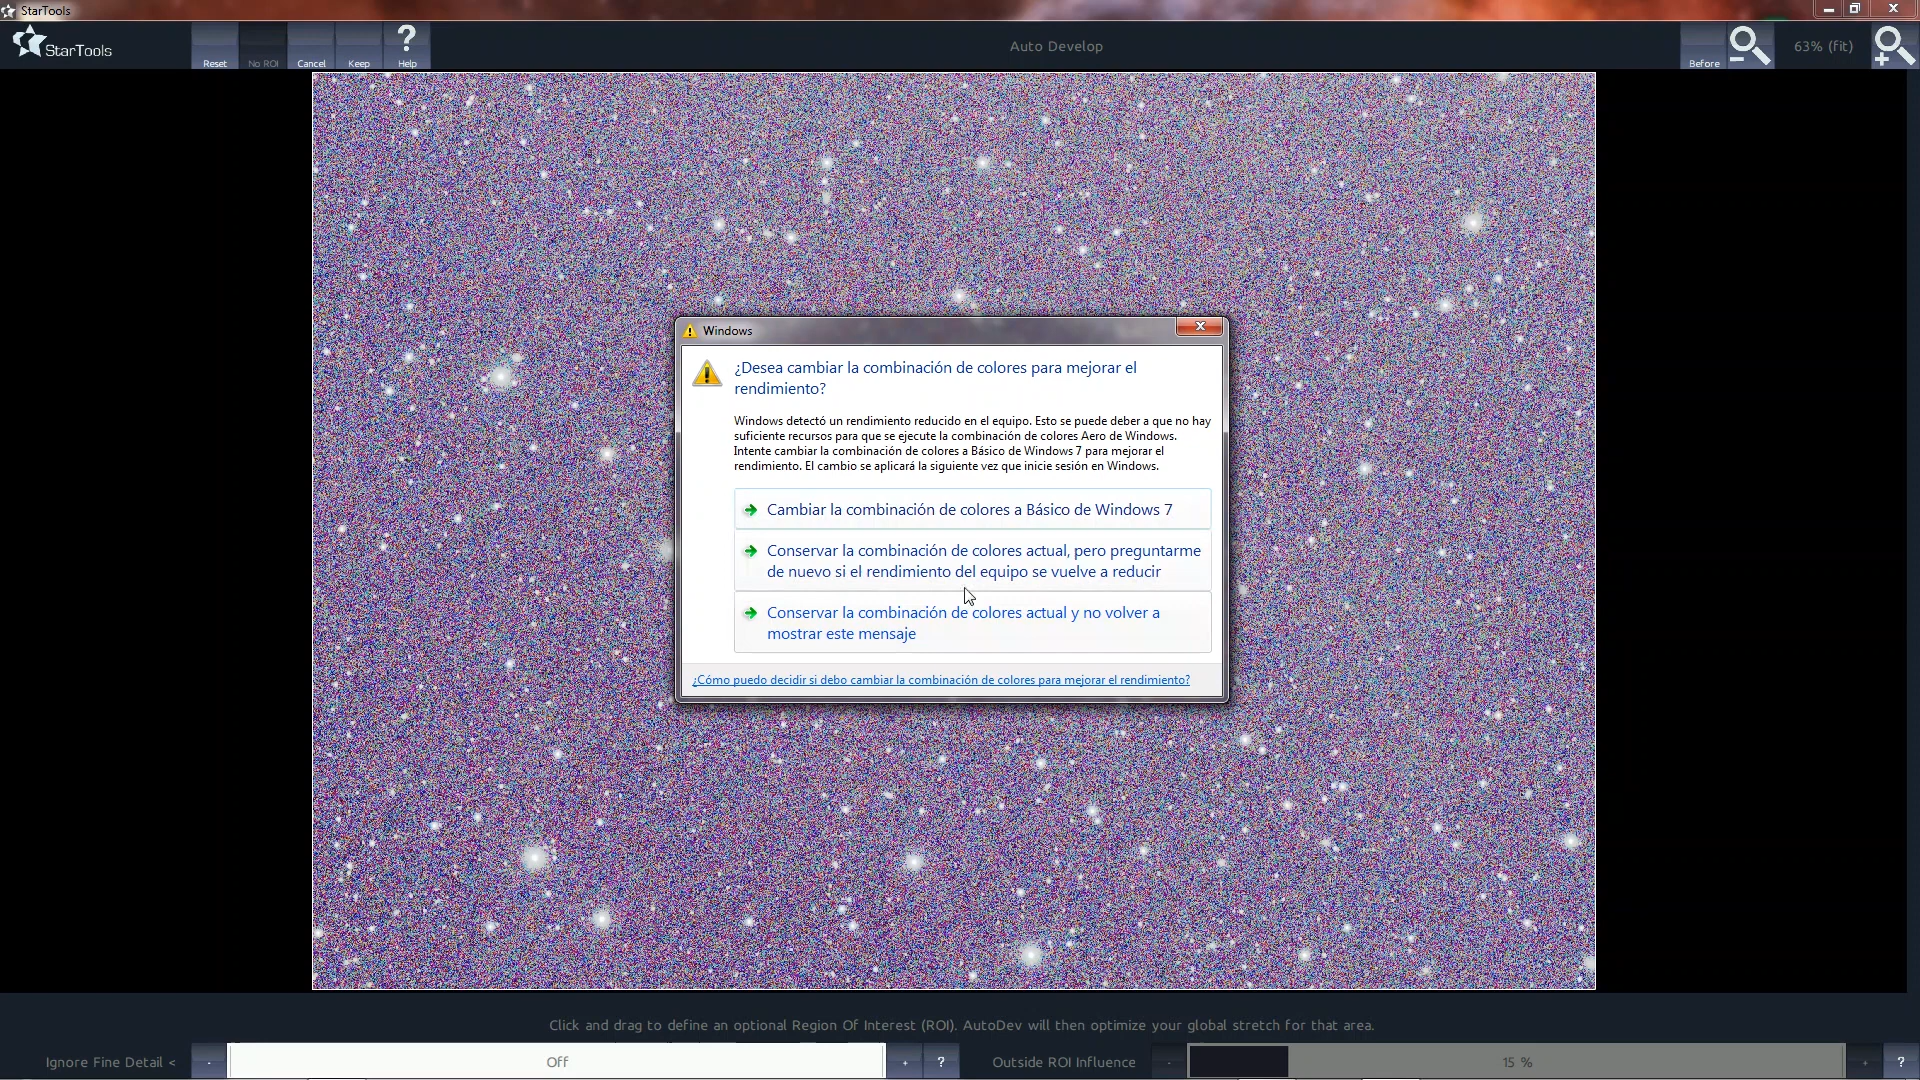 StarTools
StarTools
Reset
No ROI
Cancel
Keep
?
Help
Auto Develop
Before
63% (fit)
Windows
¿Desea cambiar la combinación de colores para mejorar el
rendimiento?
Windows detectó un rendimiento reducido en el equipo. Esto se puede deber a que no hay
suficiente recursos para que se ejecute la combinación de colores Aero de Windows.
Intente cambiar la combinación de colores a Básico de Windows 7 para mejorar el
rendimiento. El cambio se aplicará la siguiente vez que inicie sesión en Windows.
Cambiar la combinación de colores a Básico de Windows 7
Conservar la combinación de colores actual, pero preguntarme
de nuevo si el rendimiento del equipo se vuelve a reducir
Conservar la combinación de colores actual y no volver a
mostrar este mensaje
¿Cómo puedo decidir si debo cambiar la combinación de colores para mejorar el rendimiento?
Click and drag to define an optional Region Of Interest (ROI). AutoDev will then optimize your global stretch for that area.
Ignore Fine Detail <
-
Off
+
?
Outside ROI Influence
-
15 %
+
?